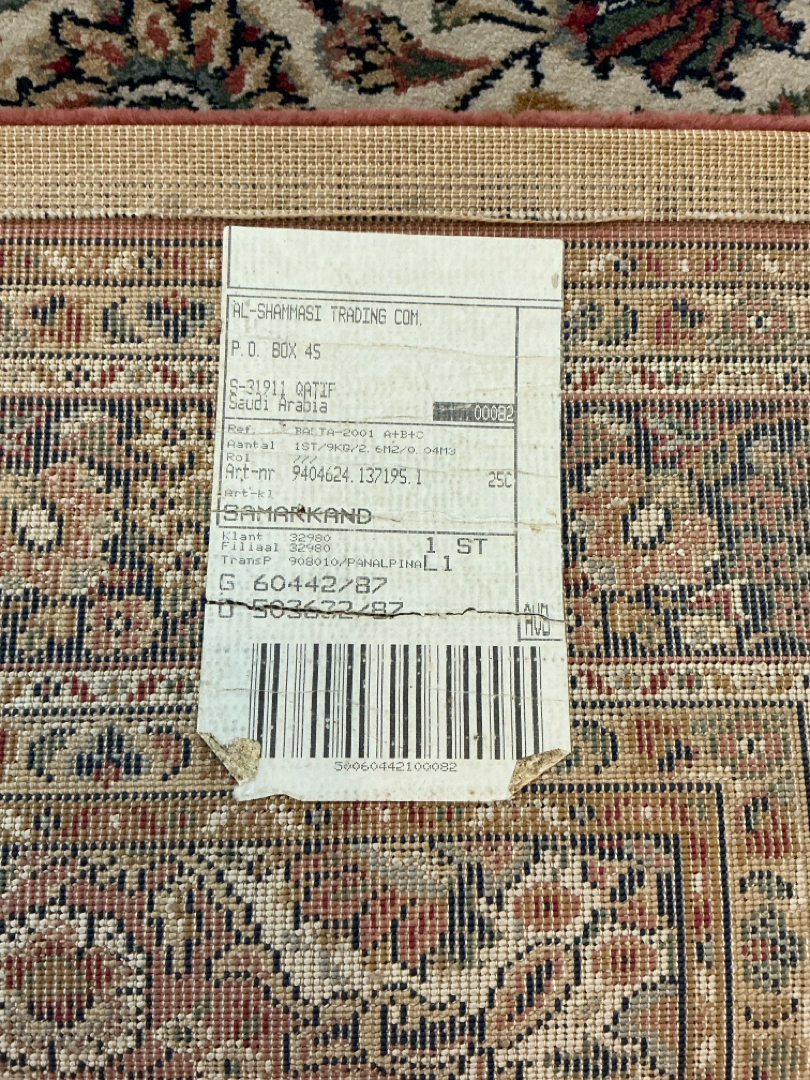 AL-SHAMMASI TRADING COM.
P.O. BOX 45
S-31911 QATIF
Saudi Arabia
00082
Ref. BALTA-2001 A+B+C
Aantal 1ST/9KG/2.6M2/0.04M3
Rol ///
Art-nr 9404624.137195.1 25C
Art-kl
SAMARKAND
Klant 32980
Filiaal 32980
1 ST
TransP 908010/PANALPINA L1
G 60442/87
O 503632/87
50060442100082